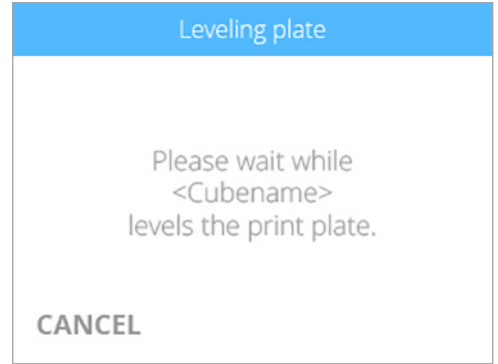 Leveling plate
Please wait while
<Cubename>
levels the print plate.
CANCEL